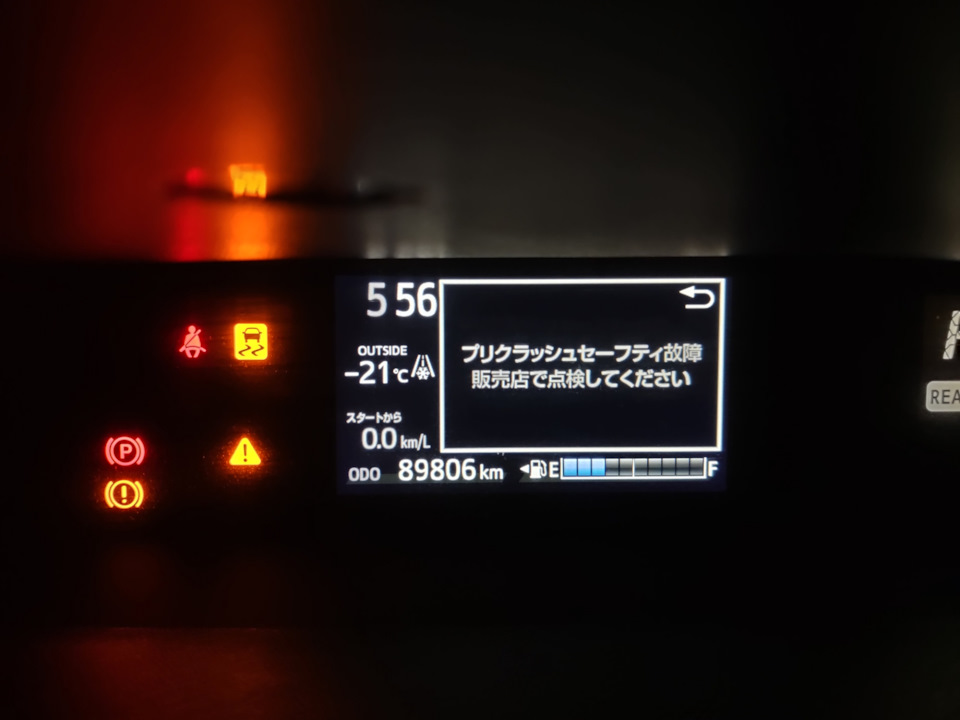 5 56
OUTSIDE
-21℃
プリクラッシュセーフティ故障
販売店で点検してください
スタートから
0.0 km/L
ODO 89806 km
E F
P
!
!